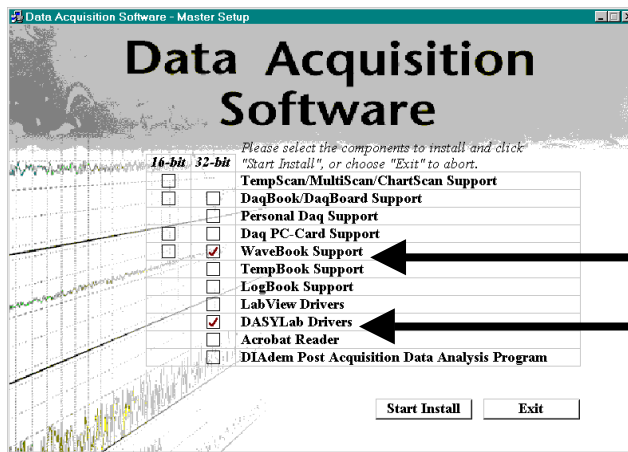 Data Acquisition Software - Master Setup
Data Acquisition
Software
Please select the components to install and click
16-bit 32-bit "Start Install", or choose "Exit" to abort.
TempScan/MultiScan/ChartScan Support
DaqBook/DaqBoard Support
Personal Daq Support
Daq PC-Card Support
WaveBook Support
TempBook Support
LogBook Support
LabView Drivers
DASYLab Drivers
Acrobat Reader
DIAdem Post Acquisition Data Analysis Program
Start Install Exit